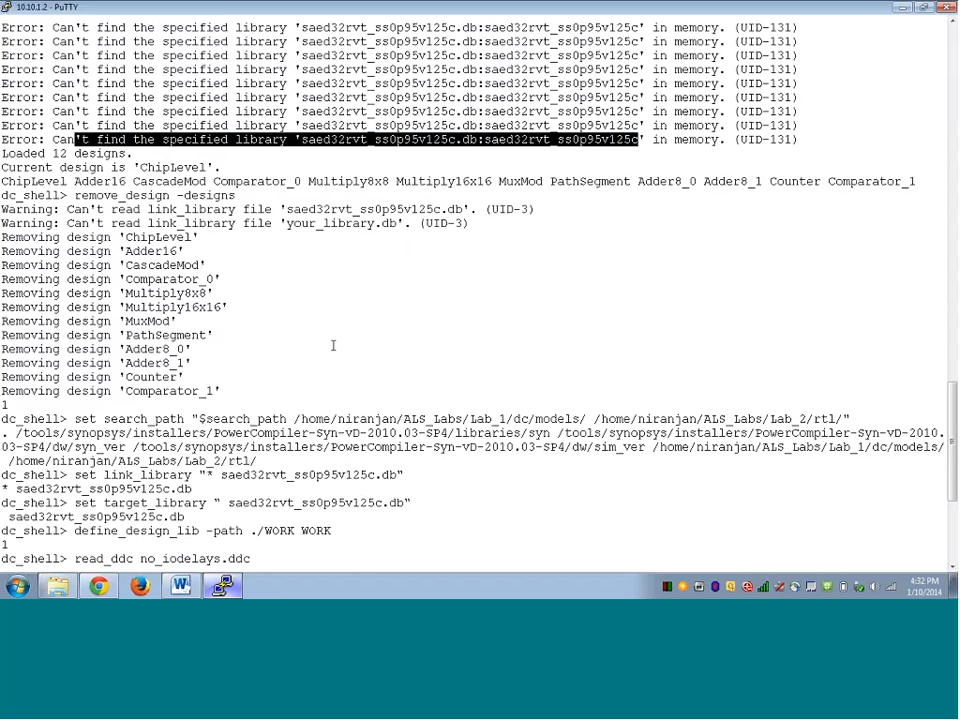 10.10.1.2 - PuTTY
Error: Can't find the specified library 'saed32rvt_ss0p95v125c.db:saed32rvt_ss0p95v125c' in memory. (UID-131)
Error: Can't find the specified library 'saed32rvt_ss0p95v125c.db:saed32rvt_ss0p95v125c' in memory. (UID-131)
Error: Can't find the specified library 'saed32rvt_ss0p95v125c.db:saed32rvt_ss0p95v125c' in memory. (UID-131)
Error: Can't find the specified library 'saed32rvt_ss0p95v125c.db:saed32rvt_ss0p95v125c' in memory. (UID-131)
Error: Can't find the specified library 'saed32rvt_ss0p95v125c.db:saed32rvt_ss0p95v125c' in memory. (UID-131)
Error: Can't find the specified library 'saed32rvt_ss0p95v125c.db:saed32rvt_ss0p95v125c' in memory. (UID-131)
Error: Can't find the specified library 'saed32rvt_ss0p95v125c.db:saed32rvt_ss0p95v125c' in memory. (UID-131)
Error: Can't find the specified library 'saed32rvt_ss0p95v125c.db:saed32rvt_ss0p95v125c' in memory. (UID-131)
Error: Can't find the specified library 'saed32rvt_ss0p95v125c.db:saed32rvt_ss0p95v125c' in memory. (UID-131)
Loaded 12 designs.
Current design is 'ChipLevel'.
ChipLevel Adder16 CascadeMod Comparator_0 Multiply8x8 Multiply16x16 MuxMod PathSegment Adder8_0 Adder8_1 Counter Comparator_1
dc_shell> remove_design -designs
Warning: Can't read link_library file 'saed32rvt_ss0p95v125c.db'. (UID-3)
Warning: Can't read link_library file 'your_library.db'. (UID-3)
Removing design 'ChipLevel'
Removing design 'Adder16'
Removing design 'CascadeMod'
Removing design 'Comparator_0'
Removing design 'Multiply8x8'
Removing design 'Multiply16x16'
Removing design 'MuxMod'
Removing design 'PathSegment'
Removing design 'Adder8_0'
Removing design 'Adder8_1'
Removing design 'Counter'
Removing design 'Comparator_1'
1
dc_shell> set search_path "$search_path /home/niranjan/ALS_Labs/Lab_1/dc/models/ /home/niranjan/ALS_Labs/Lab_2/rtl/"
. /tools/synopsys/installers/PowerCompiler-Syn-vD-2010.03-SP4/libraries/syn /tools/synopsys/installers/PowerCompiler-Syn-vD-2010.
03-SP4/dw/syn_ver /tools/synopsys/installers/PowerCompiler-Syn-vD-2010.03-SP4/dw/sim_ver /home/niranjan/ALS_Labs/Lab_1/dc/models/
/home/niranjan/ALS_Labs/Lab_2/rtl/
dc_shell> set link_library "* saed32rvt_ss0p95v125c.db"
* saed32rvt_ss0p95v125c.db
dc_shell> set target_library " saed32rvt_ss0p95v125c.db"
saed32rvt_ss0p95v125c.db
dc_shell> define_design_lib -path ./WORK WORK
1
dc_shell> read_ddc no_iodelays.ddc
4:32 PM
1/10/2014